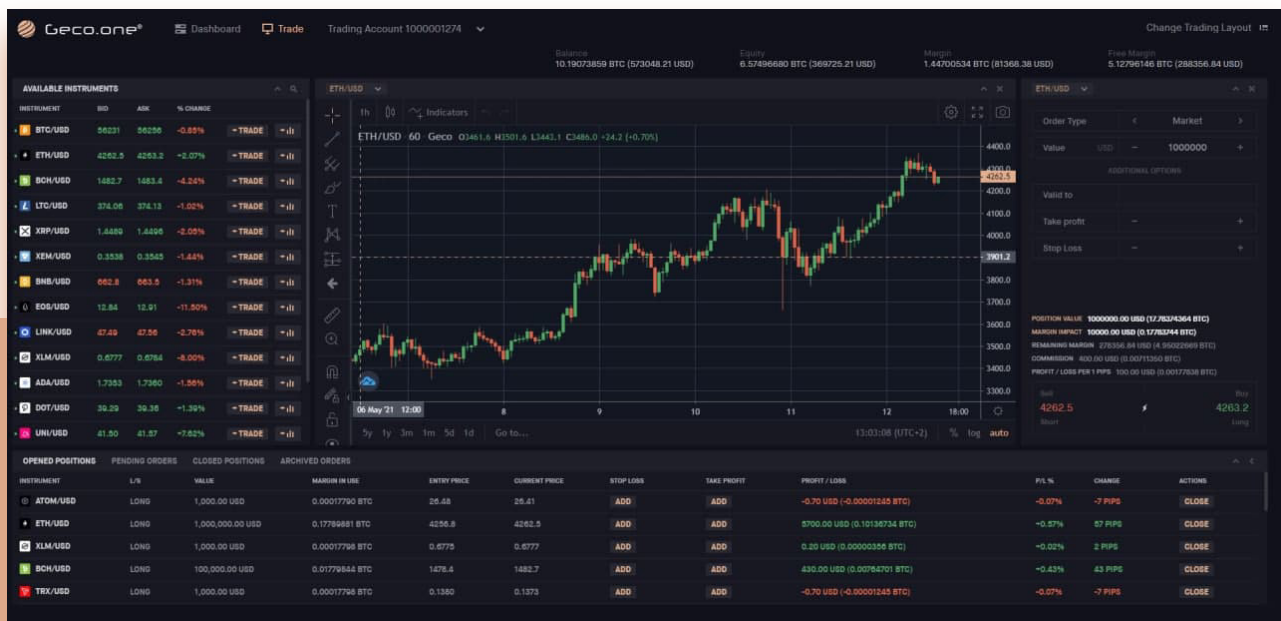 Geco.one® Dashboard Trade Trading Account 1000001274 Change Trading Layout
Balance Equity Margin Free Margin
10.19073859 BTC (573048.21 USD) 6.57496680 BTC (369725.21 USD) 1.44700534 BTC (81368.38 USD) 5.12796146 BTC (288356.84 USD)
AVAILABLE INSTRUMENTS
INSTRUMENT BID ASK % CHANGE
BTC/USD 56231 56256 -0.85% TRADE
ETH/USD 4262.5 4263.2 +2.07% TRADE
BCH/USD 1482.7 1483.4 -4.24% TRADE
LTC/USD 374.06 374.13 -1.02% TRADE
XRP/USD 1.4489 1.4496 -2.05% TRADE
XEM/USD 0.3538 0.3545 -1.44% TRADE
BNB/USD 662.8 663.5 -1.31% TRADE
EOS/USD 12.84 12.91 -11.50% TRADE
LINK/USD 47.49 47.56 -2.76% TRADE
XLM/USD 0.6777 0.6784 -8.00% TRADE
ADA/USD 1.7353 1.7360 -1.56% TRADE
DOT/USD 39.29 39.36 +1.39% TRADE
UNI/USD 41.50 41.57 +7.62% TRADE
ETH/USD
1h Indicators
ETH/USD 60 Geco O3461.6 H3501.6 L3443.1 C3486.0 +24.2 (+0.70%)
4400.0
4300.0
4262.5
4200.0
4100.0
4000.0
3901.2
3800.0
3700.0
3600.0
3500.0
3400.0
3300.0
06 May '21 12:00 8 9 10 11 12 18:00
5y 1y 3m 1m 5d 1d Go to... 13:03:08 (UTC+2) % log auto
ETH/USD
Order Type < Market >
Value USD − 1000000 +
ADDITIONAL OPTIONS
Valid to
Take profit − +
Stop Loss − +
POSITION VALUE 1000000.00 USD (17.78374364 BTC)
MARGIN IMPACT 10000.00 USD (0.17783744 BTC)
REMAINING MARGIN 278356.84 USD (4.95022669 BTC)
COMMISSION 400.00 USD (0.00711350 BTC)
PROFIT / LOSS PER 1 PIPS 100.00 USD (0.00177838 BTC)
Sell Buy
4262.5 4263.2
Short Long
OPENED POSITIONS PENDING ORDERS CLOSED POSITIONS ARCHIVED ORDERS
INSTRUMENT L/S VALUE MARGIN IN USE ENTRY PRICE CURRENT PRICE STOP LOSS TAKE PROFIT PROFIT / LOSS P/L % CHANGE ACTIONS
ATOM/USD LONG 1,000.00 USD 0.00017790 BTC 26.48 26.41 ADD ADD -0.70 USD (-0.00001245 BTC) -0.07% -7 PIPS CLOSE
ETH/USD LONG 1,000,000.00 USD 0.17789881 BTC 4256.8 4262.5 ADD ADD 5700.00 USD (0.10136734 BTC) +0.57% 57 PIPS CLOSE
XLM/USD LONG 1,000.00 USD 0.00017798 BTC 0.6775 0.6777 ADD ADD 0.20 USD (0.00000356 BTC) +0.02% 2 PIPS CLOSE
BCH/USD LONG 100,000.00 USD 0.01779844 BTC 1478.4 1482.7 ADD ADD 430.00 USD (0.00764701 BTC) +0.43% 43 PIPS CLOSE
TRX/USD LONG 1,000.00 USD 0.00017798 BTC 0.1380 0.1373 ADD ADD -0.70 USD (-0.00001245 BTC) -0.07% -7 PIPS CLOSE